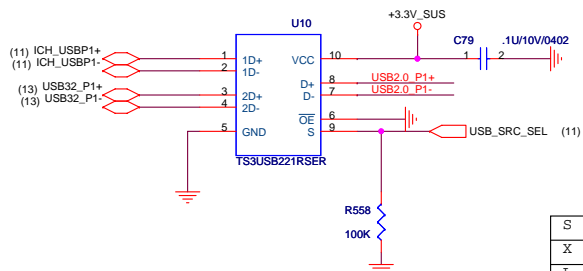 +3.3V_SUS
U10
C79 .1U/10V/0402
(11) ICH_USBP1+ 1 1D+ VCC 10 1 2
(11) ICH_USBP1- 2 1D-
(13) USB32_P1+ 3 2D+ D+ 8 USB2.0_P1+
(13) USB32_P1- 4 2D- D- 7 USB2.0_P1-
OE 6
5 GND S 9 USB_SRC_SEL (11)
TS3USB221RSER
R558
100K
S
X